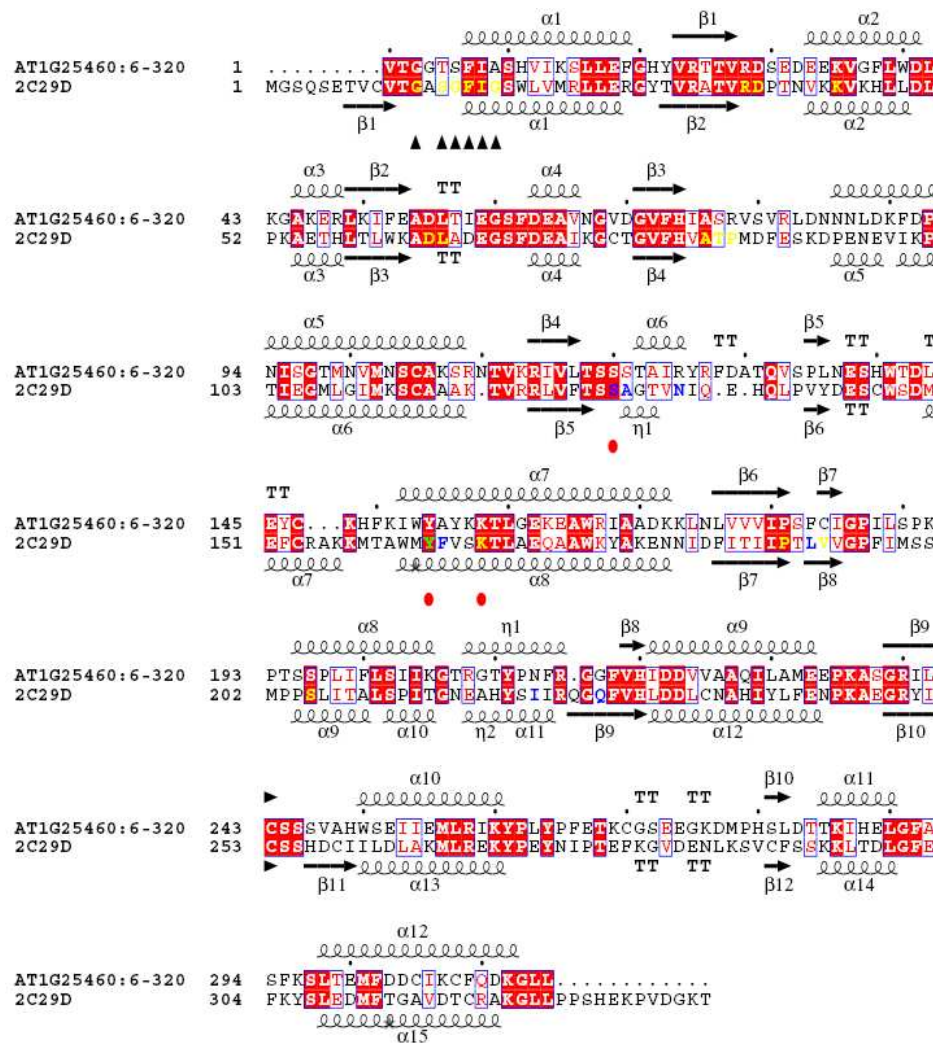 α1 β1 α2
AT1G25460:6-320 1 .........VTGGTSFIASHVIKSLLEFGHYVRTTVRDSEDEEKVGFLWDL
2C29D 1 MGSQSETVCVTGASGFIGSWLVMRLLERGYTVRATVRDPTNVKKVKHLLDL
β1 α1 β2 α2
α3 β2 TT α4 β3
AT1G25460:6-320 43 KGAKERLKIFEADLTIEGSFDEAVNGVDGVFHIASRVSVRLDNNNLDKFDP
2C29D 52 PKAETHLTLWKADLADEGSFDEAIKGCTGVFHVATPMDFESKDPENEVIKP
α3 β3 TT α4 β4 α5
α5 β4 α6 TT β5 TT T
AT1G25460:6-320 94 NISGTMNVMNSCAKSRNTVKRIVLTSSSTAIRYRFDATQVSPLNESHWTDL
2C29D 103 TIEGMLGIMKSCAAAK.TVRRLVFTSSAGTVNIQ.E.HQLPVYDESCWSDM
α6 β5 η1 β6 TT
TT α7 β6 β7
AT1G25460:6-320 145 EYC...KHFKIWYAYKKTLGEKEAWRIAADKKLNLVVVIPSFCIGPILSPK
2C29D 151 EFCRAKKMTAWMYFVSKTLAEQAAWKYAKENNIDFITIIPTLVVGPFIMSS
α7 α8 β7 β8
α8 η1 β8 α9 β9
AT1G25460:6-320 193 PTSSPLIFLSIIKGTRGTYPNFR.GGFVHIDDVVAAQILAMEEPKASGRIL
2C29D 202 MPPSLITALSPITGNEAHYSIIRQGQFVHLDDLCNAHIYLFENPKAEGRYI
α9 α10 η2 α11 β9 α12 β10
α10 TT TT β10 α11
AT1G25460:6-320 243 CSSSVAHWSEIIEMLRIKYPLYPFETKCGSEEGKDMPHSLDTTKIHELGFA
2C29D 253 CSSHDCIILDLAKMLREKYPEYNIPTEFKGVDENLKSVCFSSKKLTDLGFE
β11 α13 TT TT β12 α14
α12
AT1G25460:6-320 294 SFKSLTEMFDDCIKCFQDKGLL............
2C29D 304 FKYSLEDMFTGAVDTCRAKGLLPPSHEKPVDGKT
α15